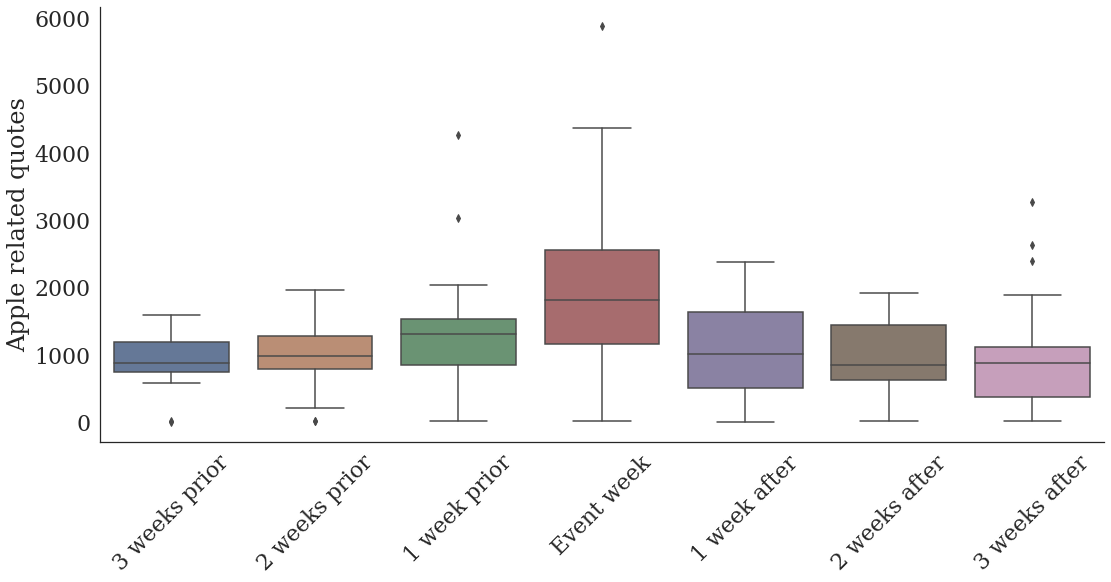 Apple related quotes
6000
5000
4000
3000
2000
1000
0
3 weeks prior
2 weeks prior
1 week prior
Event week
1 week after
2 weeks after
3 weeks after